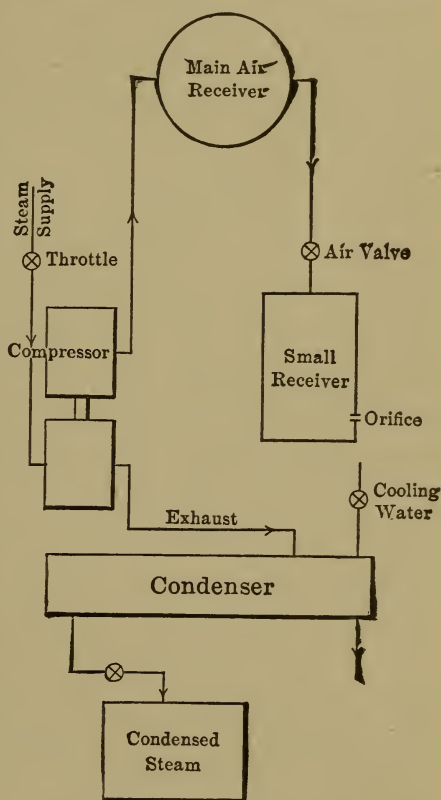 Main Air
Receiver
Steam
Supply
Throttle
Air Valve
Compressor
Small
Receiver
Orifice
Cooling
Water
Exhaust
Condenser
Condensed
Steam